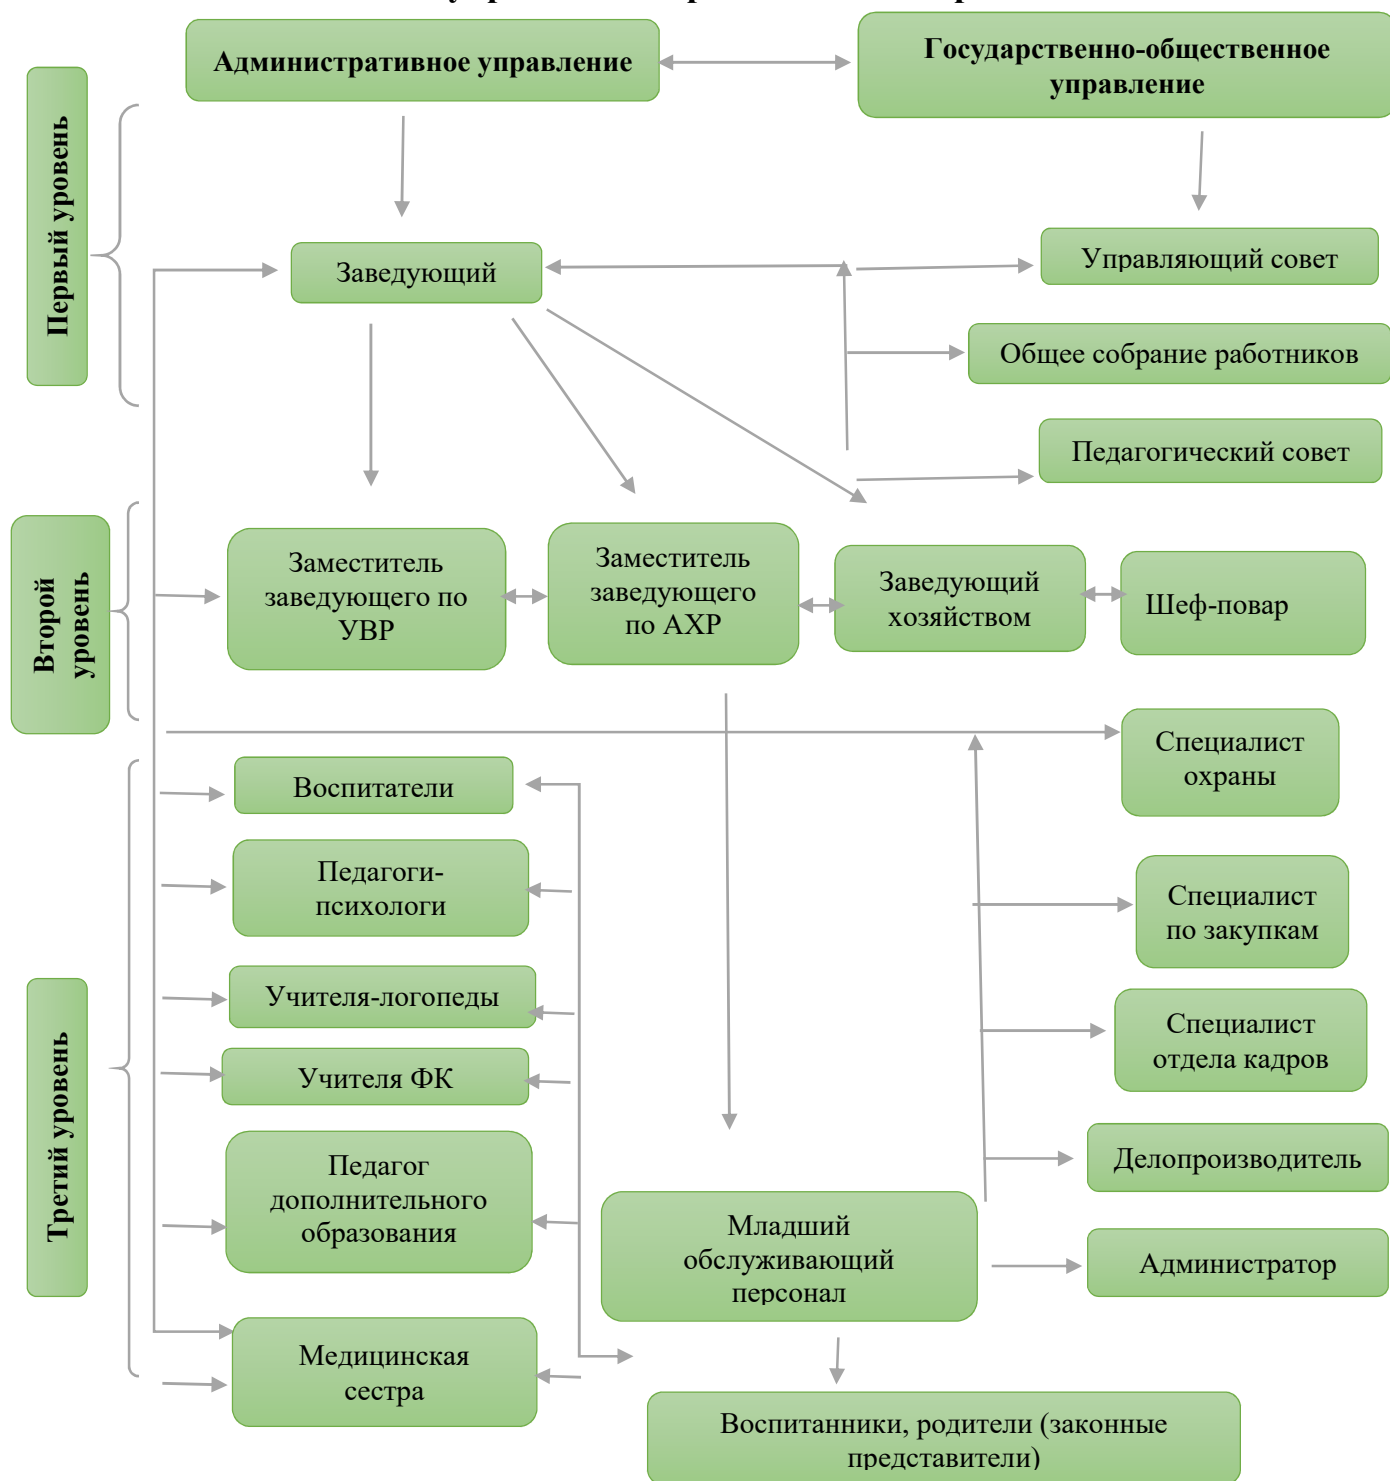 Административное управление
Государственно-общественное
управление
Первый уровень
Заведующий
Управляющий совет
Общее собрание работников
Педагогический совет
Второй
уровень
Заместитель
заведующего по
УВР
Заместитель
заведующего
по АХР
Заведующий
хозяйством
Шеф-повар
Специалист
охраны
Третий уровень
Воспитатели
Педагоги-
психологи
Специалист
по закупкам
Учителя-логопеды
Специалист
отдела кадров
Учителя ФК
Педагог
дополнительного
образования
Делопроизводитель
Младший
обслуживающий
персонал
Администратор
Медицинская
сестра
Воспитанники, родители (законные
представители)